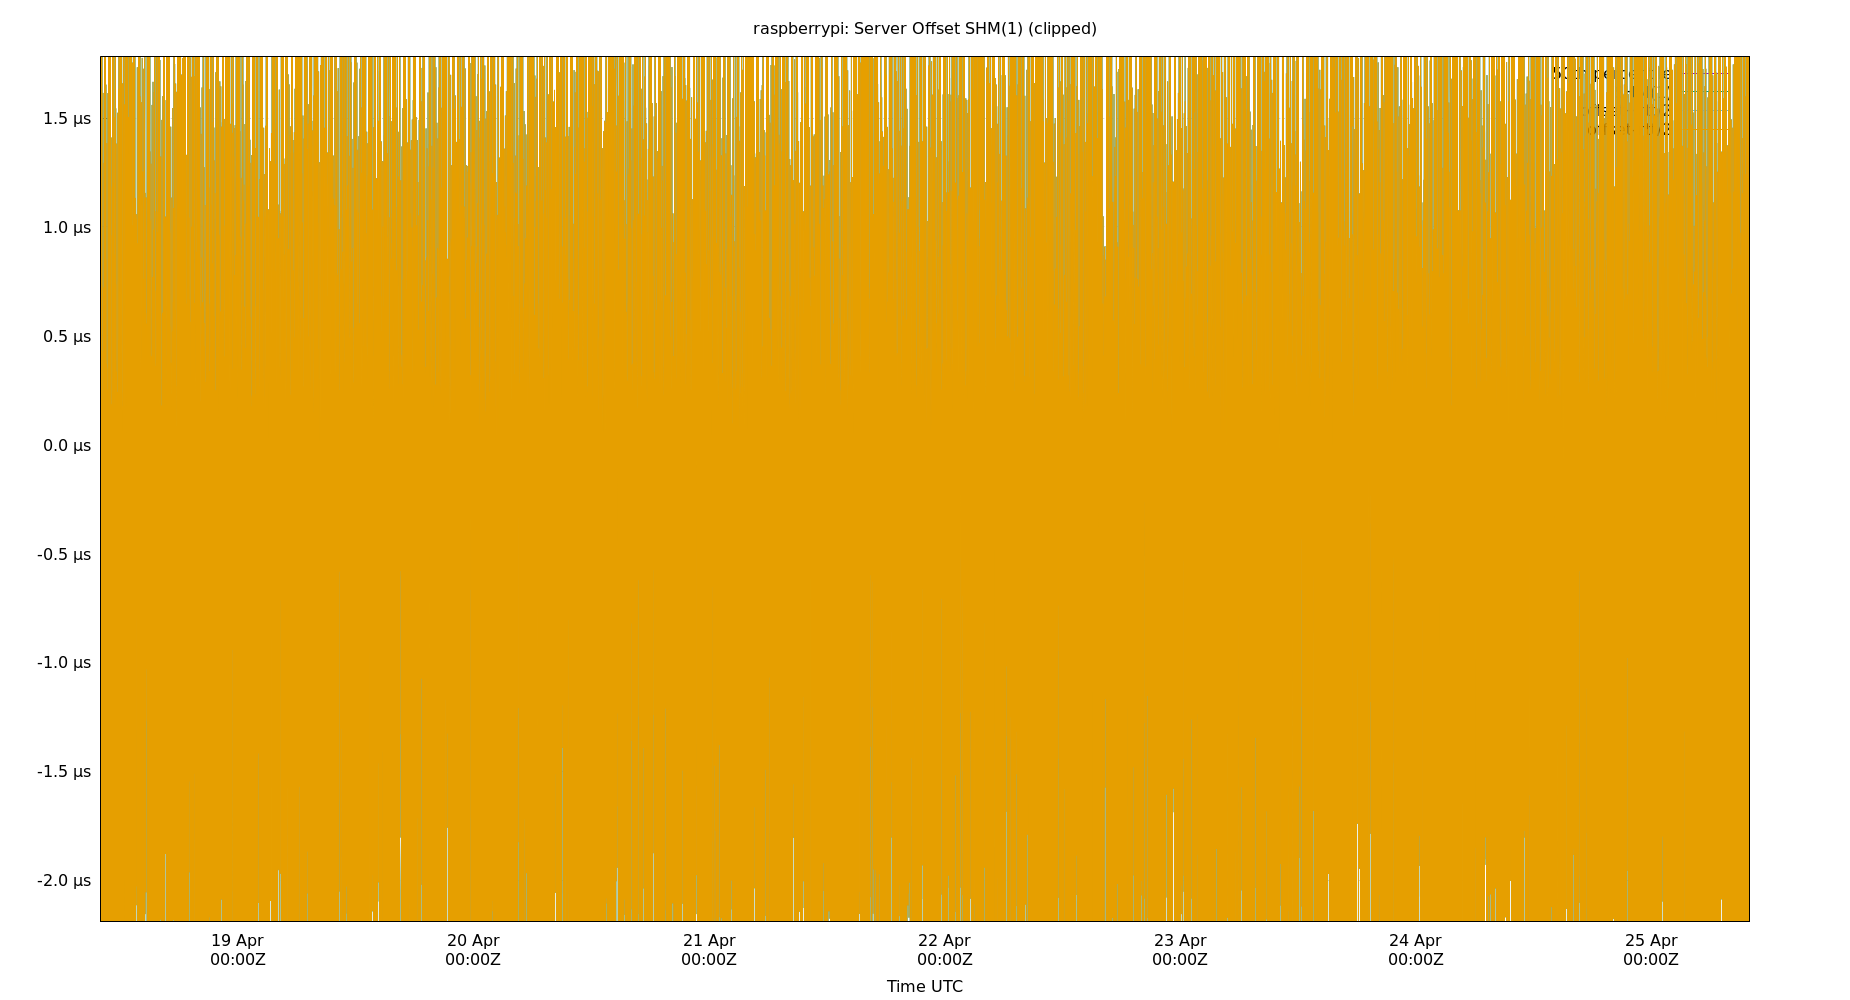 raspberrypi: Server Offset SHM(1) (clipped)
1.5 µs
1.0 µs
0.5 µs
0.0 µs
-0.5 µs
-1.0 µs
-1.5 µs
-2.0 µs
19 Apr 20 Apr 21 Apr 22 Apr 23 Apr 24 Apr 25 Apr
00:00Z 00:00Z 00:00Z 00:00Z 00:00Z 00:00Z 00:00Z
Time UTC